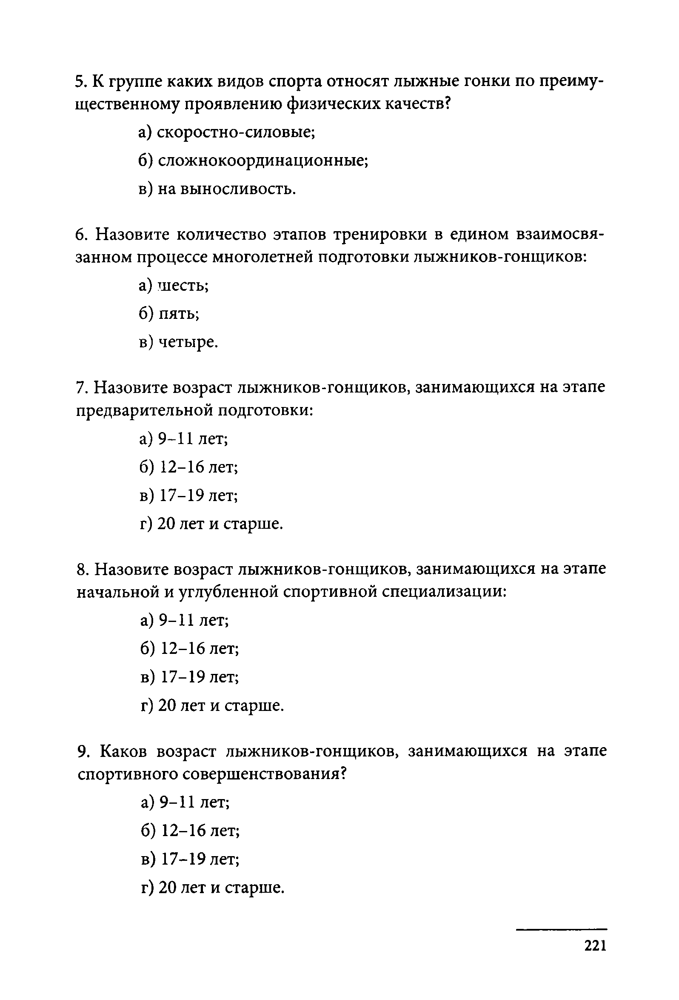 5. К группе каких видов спорта относят лыжные гонки по преиму-
щественному проявлению физических качеств?
а) скоростно-силовые;
б) сложнокоординационные;
в) на выносливость.
6. Назовите количество этапов тренировки в едином взаимосвя-
занном процессе многолетней подготовки лыжников-гонщиков:
а) шесть;
б) пять;
в) четыре.
7. Назовите возраст лыжников-гонщиков, занимающихся на этапе
предварительной подготовки:
а) 9–11 лет;
б) 12–16 лет;
в) 17–19 лет;
г) 20 лет и старше.
8. Назовите возраст лыжников-гонщиков, занимающихся на этапе
начальной и углубленной спортивной специализации:
а) 9–11 лет;
б) 12–16 лет;
в) 17–19 лет;
г) 20 лет и старше.
9. Каков возраст лыжников-гонщиков, занимающихся на этапе
спортивного совершенствования?
а) 9–11 лет;
б) 12–16 лет;
в) 17–19 лет;
г) 20 лет и старше.
221